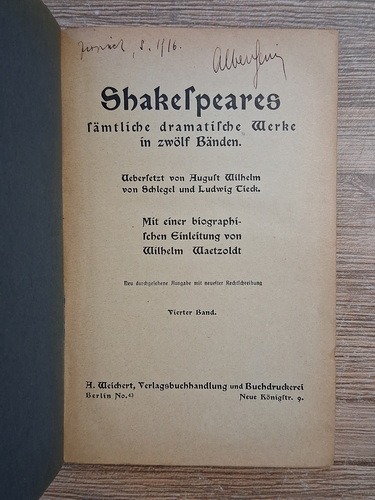 8. 1916.
Shakeſpeares
ſämtliche dramatiſche Werke
in zwölf Bänden.
Ueberſetzt von Auguſt Wilhelm
von Schlegel und Ludwig Tieck.
Mit einer biographi-
ſchen Einleitung von
Wilhelm Waetzoldt
Neu durchgeſehene Ausgabe mit neueſter Rechtſchreibung
Vierter Band.
A. Weichert, Verlagsbuchhandlung und Buchdruckerei
Berlin No.⁴³ Neue Königſtr. 9.